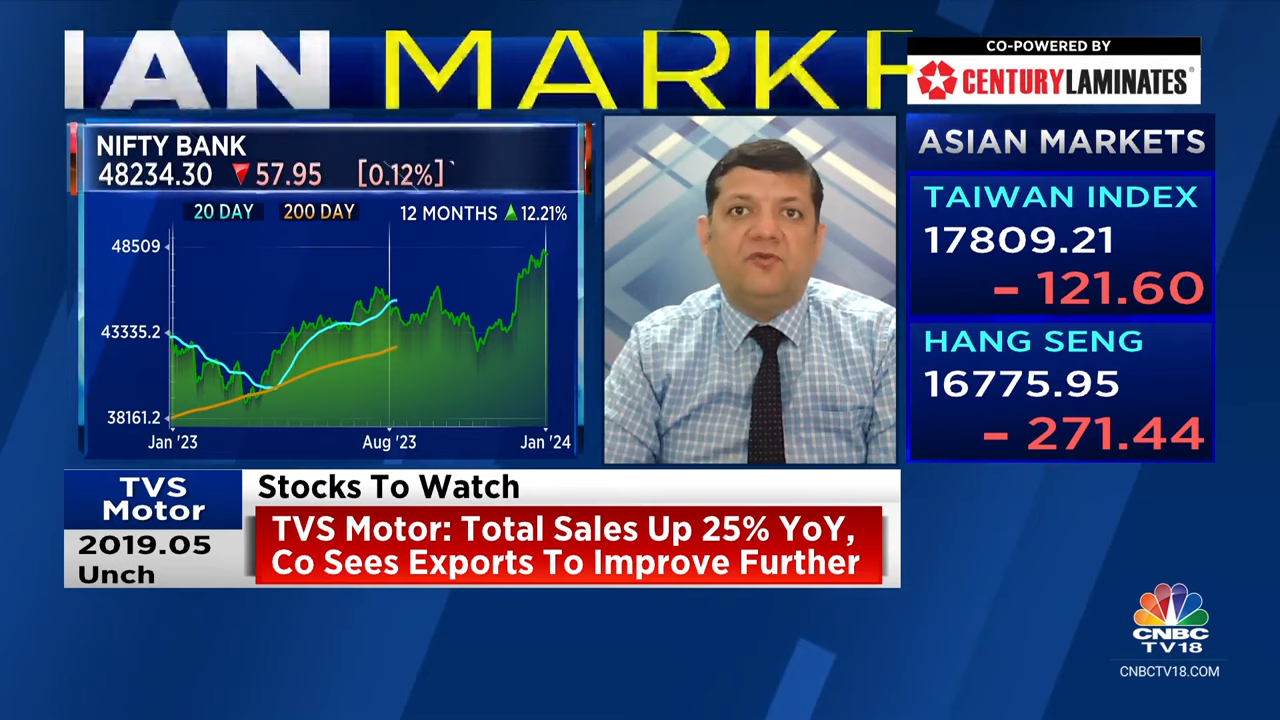 IAN MARKE
CO-POWERED BY
CENTURYLAMINATES®
NIFTY BANK
48234.30 ▼57.95 [0.12%]
20 DAY 200 DAY 12 MONTHS ▲12.21%
48509
43335.2
38161.2
Jan '23 Aug '23 Jan '24
ASIAN MARKETS
TAIWAN INDEX
17809.21
– 121.60
HANG SENG
16775.95
– 271.44
TVS
Motor
2019.05
Unch
Stocks To Watch
TVS Motor: Total Sales Up 25% YoY,
Co Sees Exports To Improve Further
CNBC
TV18
CNBCTV18.COM